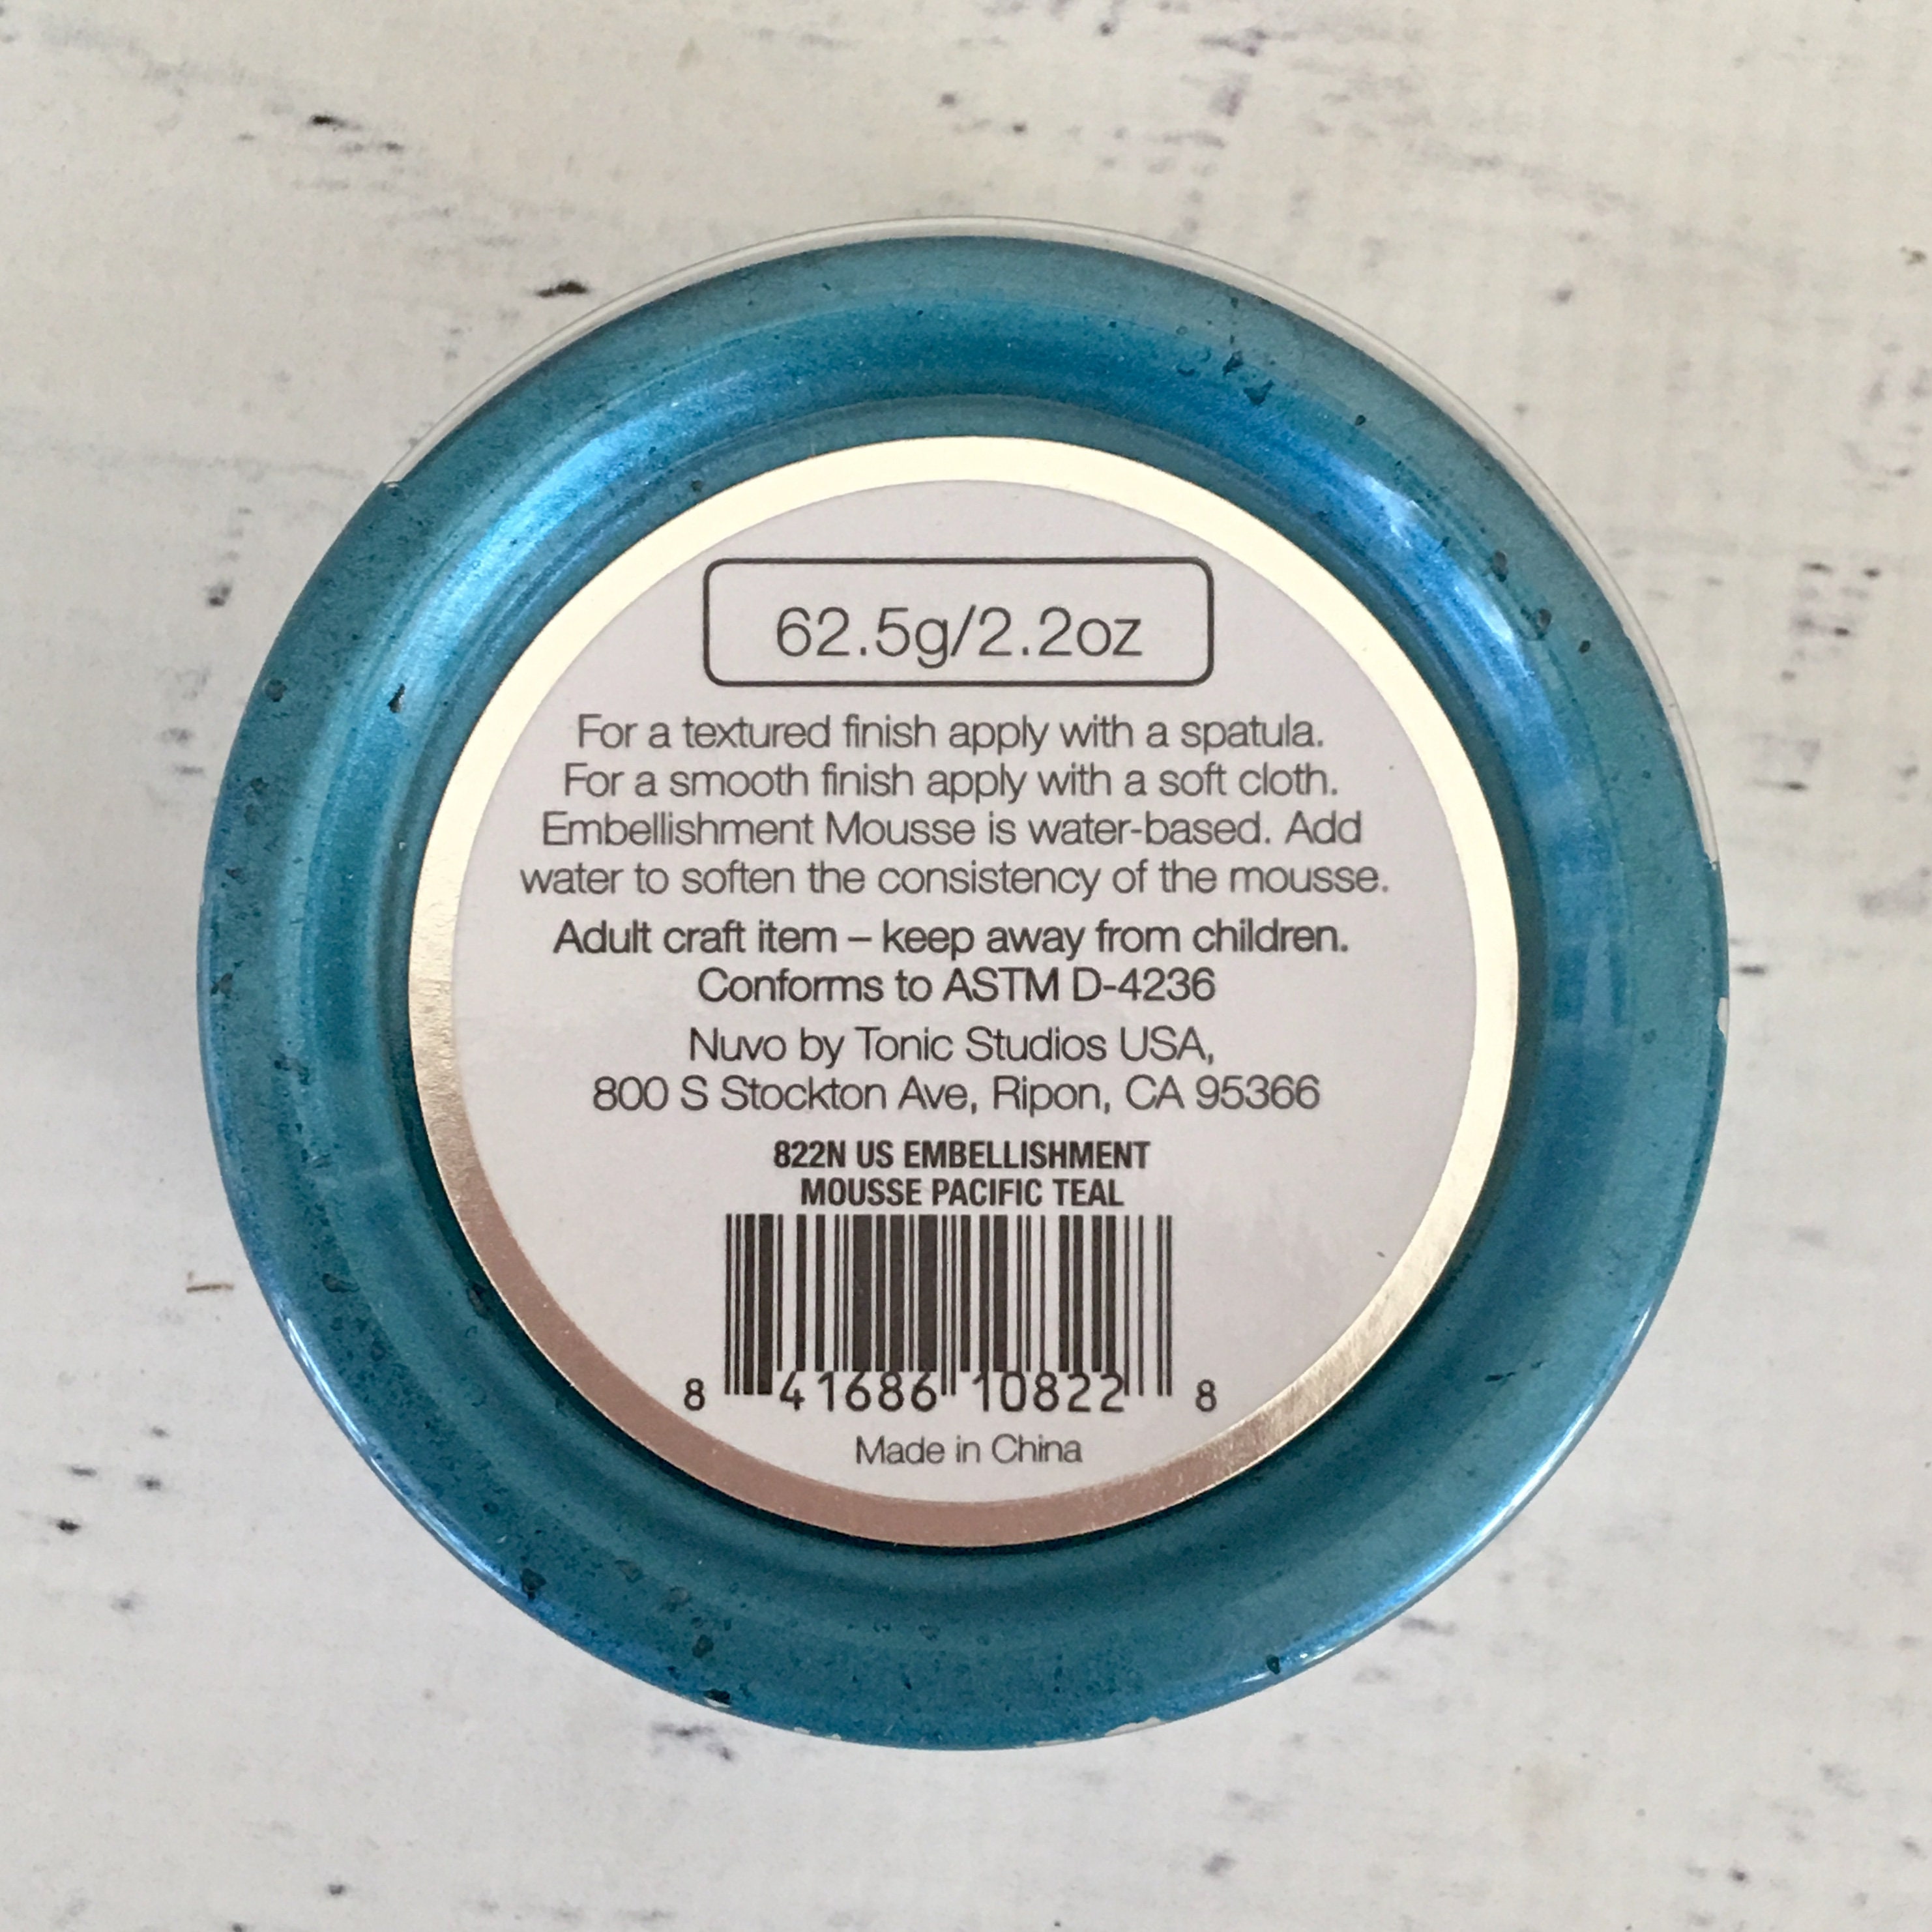 62.5g/2.2oz
For a textured finish apply with a spatula.
For a smooth finish apply with a soft cloth.
Embellishment Mousse is water-based. Add
water to soften the consistency of the mousse.
Adult craft item – keep away from children.
Conforms to ASTM D-4236
Nuvo by Tonic Studios USA,
800 S Stockton Ave, Ripon, CA 95366
822N US EMBELLISHMENT
MOUSSE PACIFIC TEAL
8 41686 10822 8
Made in China